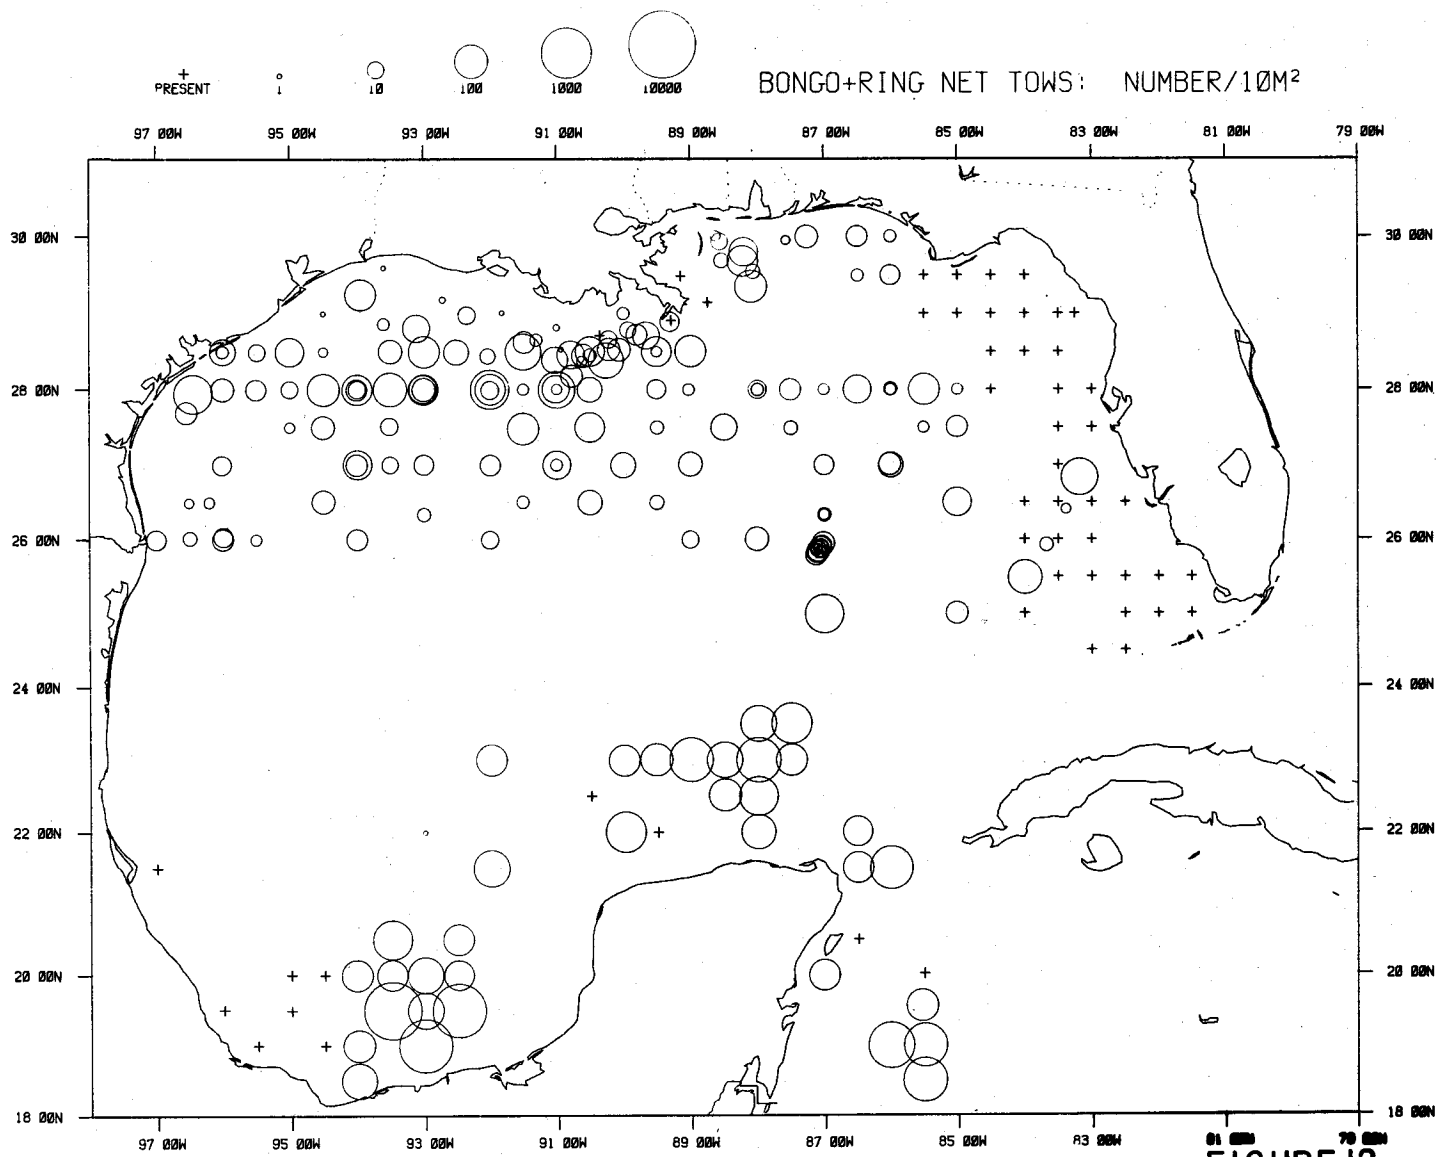 PRESENT 1 10 100 1000 10000
BONGO+RING NET TOWS: NUMBER/10M²
97 00W 95 00W 93 00W 91 00W 89 00W 87 00W 85 00W 83 00W 81 00W 79 00W
30 00N 30 00N
28 00N 28 00N
26 00N 26 00N
24 00N 24 00N
22 00N 22 00N
20 00N 20 00N
18 00N 18 00N
97 00W 95 00W 93 00W 91 00W 89 00W 87 00W 85 00W 83 00W 81 00W 79 00W